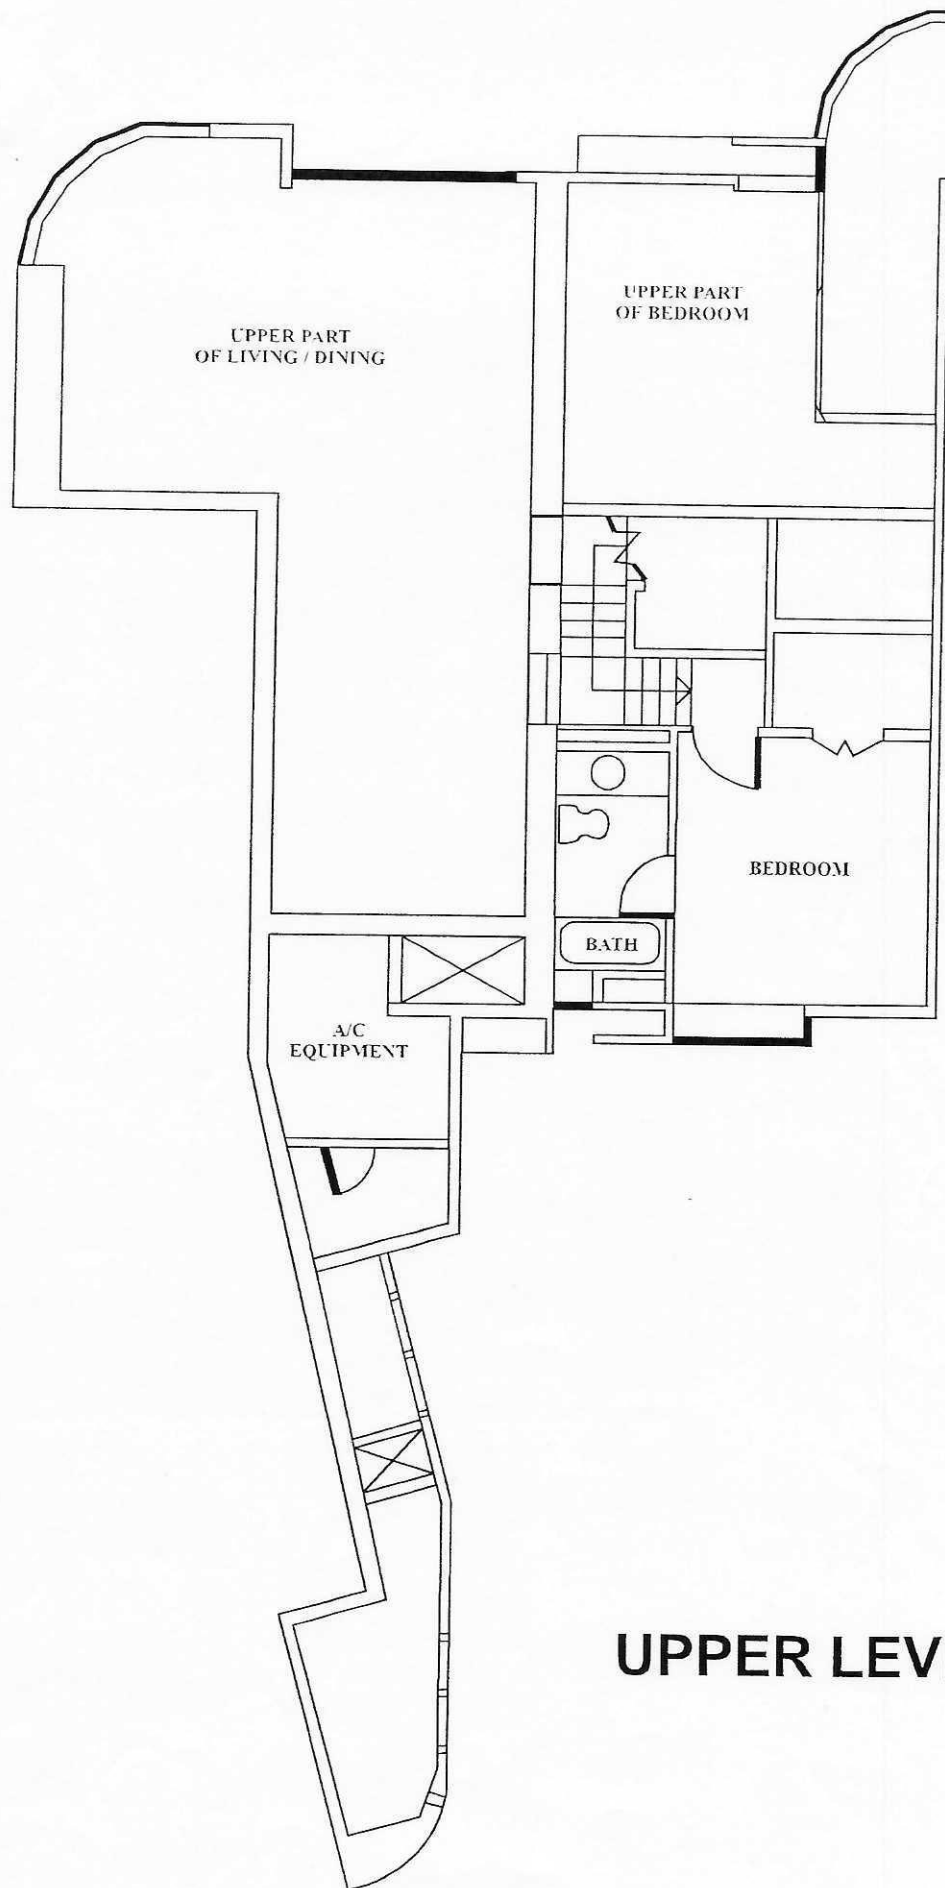 UPPER PART
OF BEDROOM
UPPER PART
OF LIVING / DINING
BEDROOM
BATH
A/C
EQUIPMENT
UPPER LEV